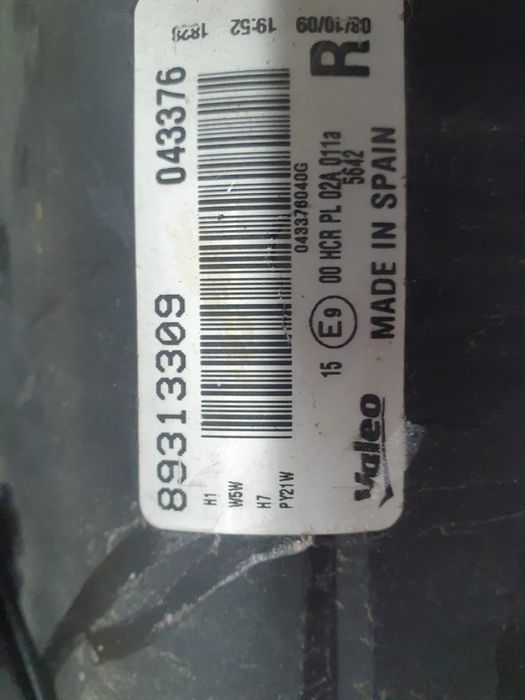 89313309 043376
H1
W5W
H7
PY21W
043376040G
15 E9 00 HCR PL 02A 011a
5642
Valeo
MADE IN SPAIN
R
08/10/09 19:52